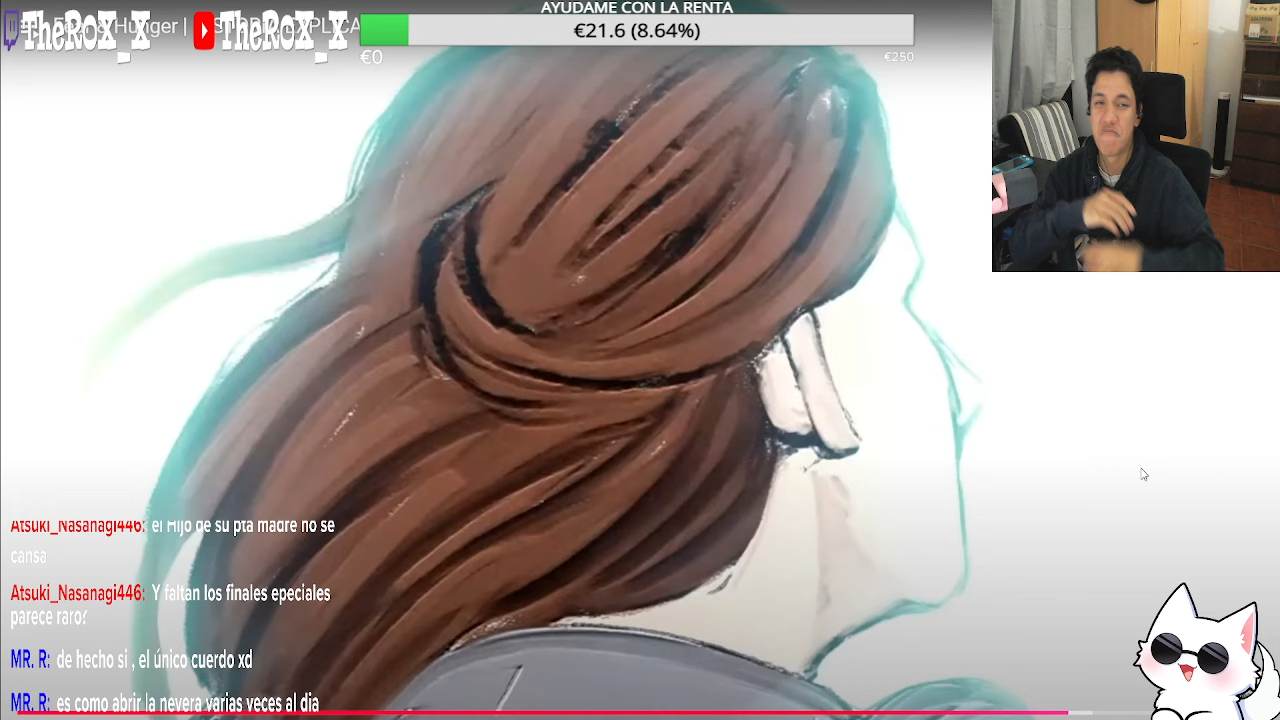 AYUDAME CON LA RENTA
TheROX_X TheROX_X
Hunger |
€21.6 (8.64%)
€0 €250
Atsuki_Nasanagi446: el Hijo de su pta madre no se
cansa
Atsuki_Nasanagi446: Y faltan los finales epeciales
parece raro?
MR. R: de hecho si , el único cuerdo xd
MR. R: es como abrir la nevera varias veces al dia